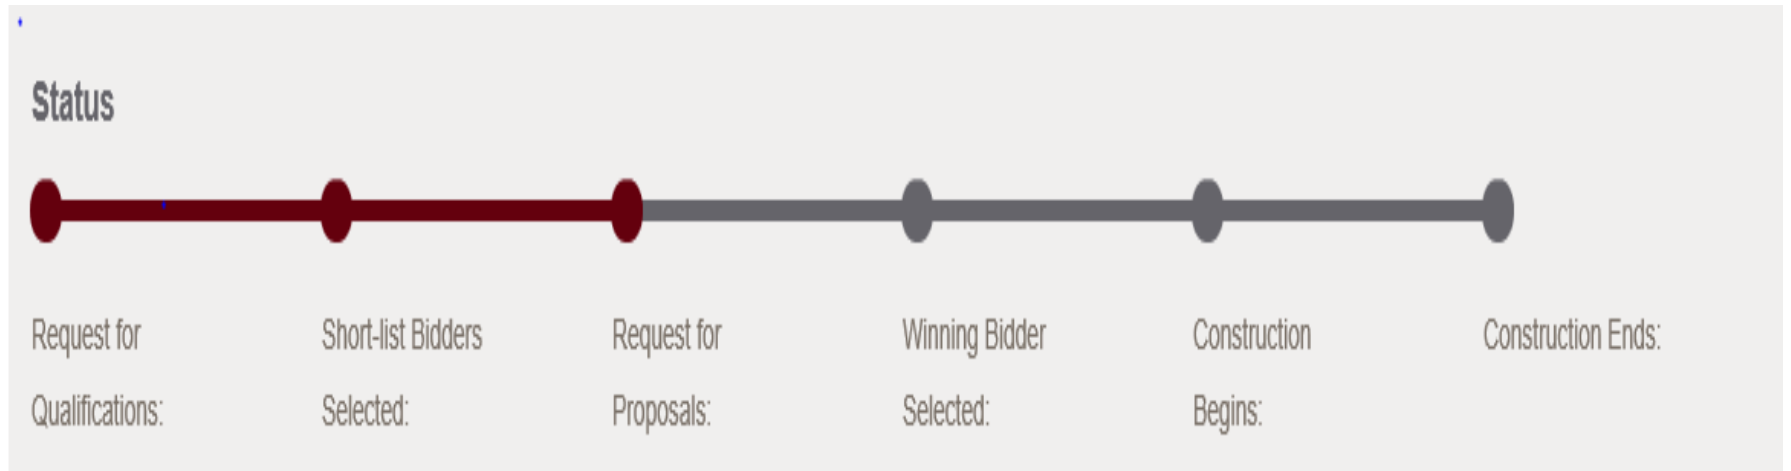 Status
Request for
Qualifications:
Short-list Bidders
Selected:
Request for
Proposals:
Winning Bidder
Selected:
Construction
Begins:
Construction Ends: